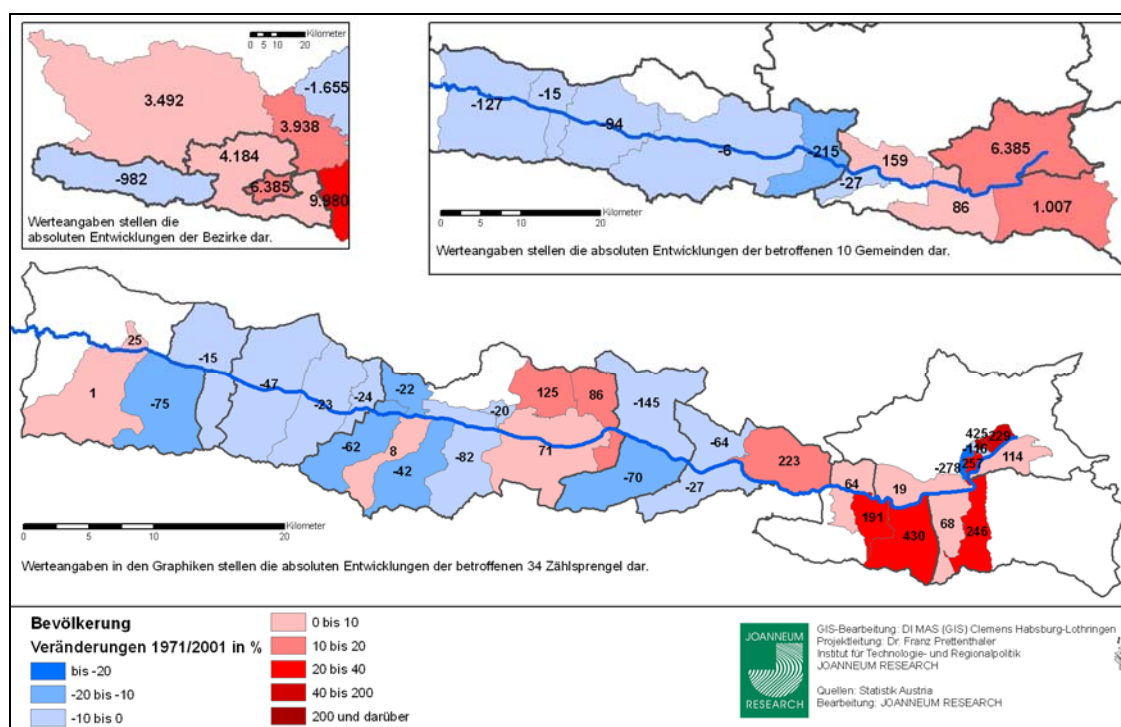 Kilometer
0 5 10 20
-1.655
3.492
3.938
4.184
-982
6.385
9.980
Werteangaben stellen die
absoluten Entwicklungen der Bezirke dar.
-127
-15
-94
-6
-215
159
-27
6.385
86
1.007
Kilometer
0 5 10 20
Werteangaben stellen die absoluten Entwicklungen der betroffenen 10 Gemeinden dar.
25
1
-75
-15
-47
-23
-24
-22
-62
8
-42
-20
-82
125
86
71
-145
-70
-64
-27
223
64
19
191
430
68
246
-278
425
229
-116
257
114
Kilometer
0 5 10 20
Werteangaben in den Graphiken stellen die absoluten Entwicklungen der betroffenen 34 Zählsprengel dar.
Bevölkerung
Veränderungen 1971/2001 in %
bis -20
-20 bis -10
-10 bis 0
0 bis 10
10 bis 20
20 bis 40
40 bis 200
200 und darüber
JOANNEUM
RESEARCH
GIS-Bearbeitung: DI MAS (GIS) Clemens Habsburg-Lothringen
Projektleitung: Dr. Franz Prettenthaler
Institut für Technologie- und Regionalpolitik
JOANNEUM RESEARCH
Quellen: Statistik Austria
Bearbeitung: JOANNEUM RESEARCH